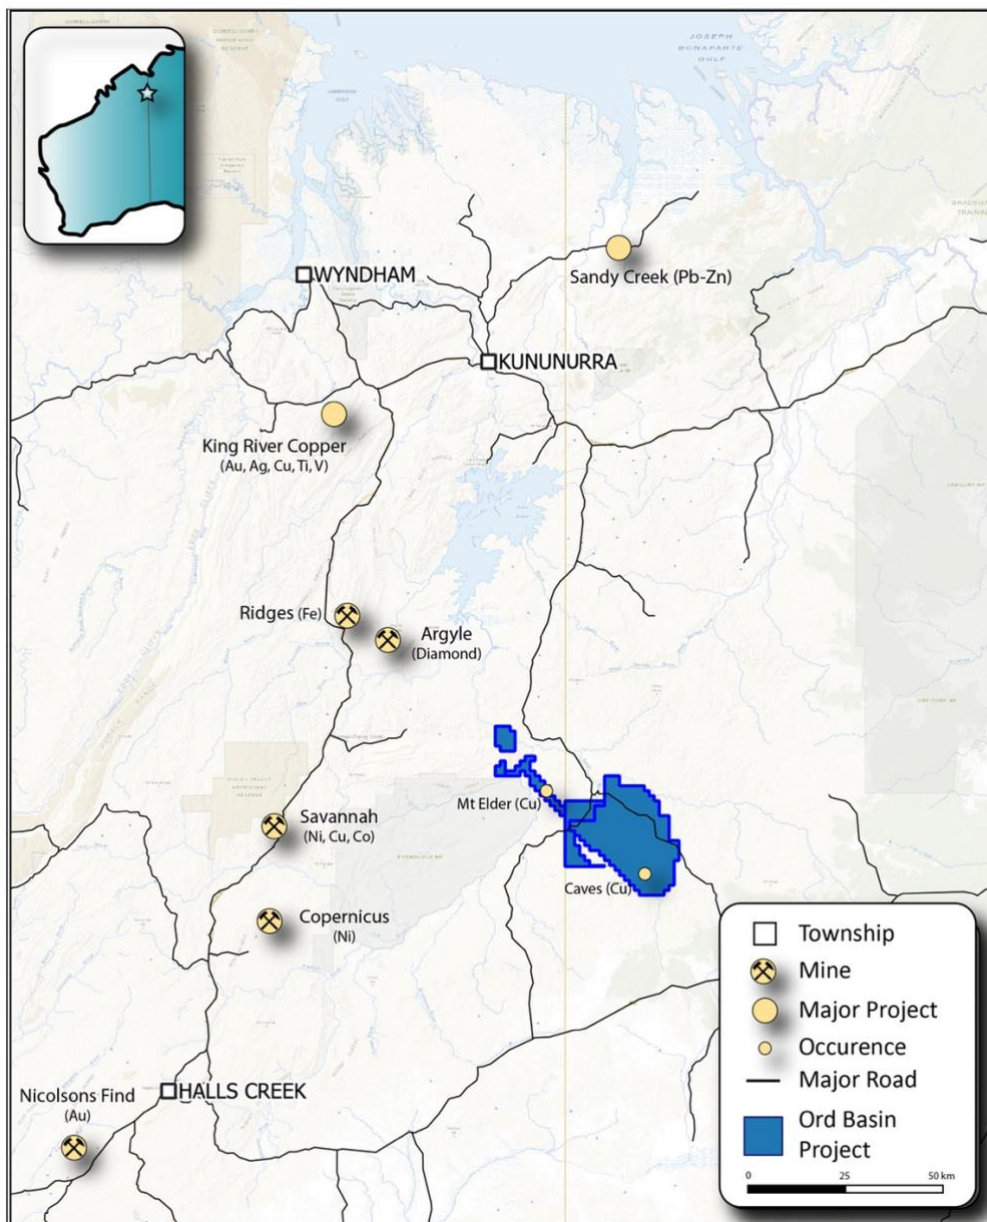 JOSEPH
BONAPARTE
GULF
WYNDHAM
Sandy Creek (Pb-Zn)
KUNUNURRA
King River Copper
(Au, Ag, Cu, Ti, V)
Ridges (Fe)
Argyle
(Diamond)
Mt Elder (Cu)
Savannah
(Ni, Cu, Co)
Caves (Cu)
Copernicus
(Ni)
HALLS CREEK
Nicolsons Find
(Au)
Township
Mine
Major Project
Occurence
Major Road
Ord Basin
Project
0 25 50 km